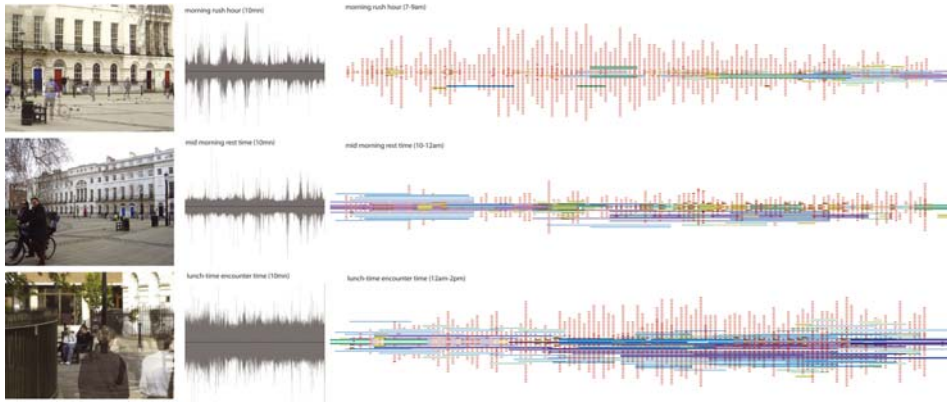 morning rush hour (10mn)
morning rush hour (7-9am)
mid morning rest time (10mn)
mid morning rest time (10-12am)
lunch-time encounter time (10mn)
lunch-time encounter time (12am-2pm)